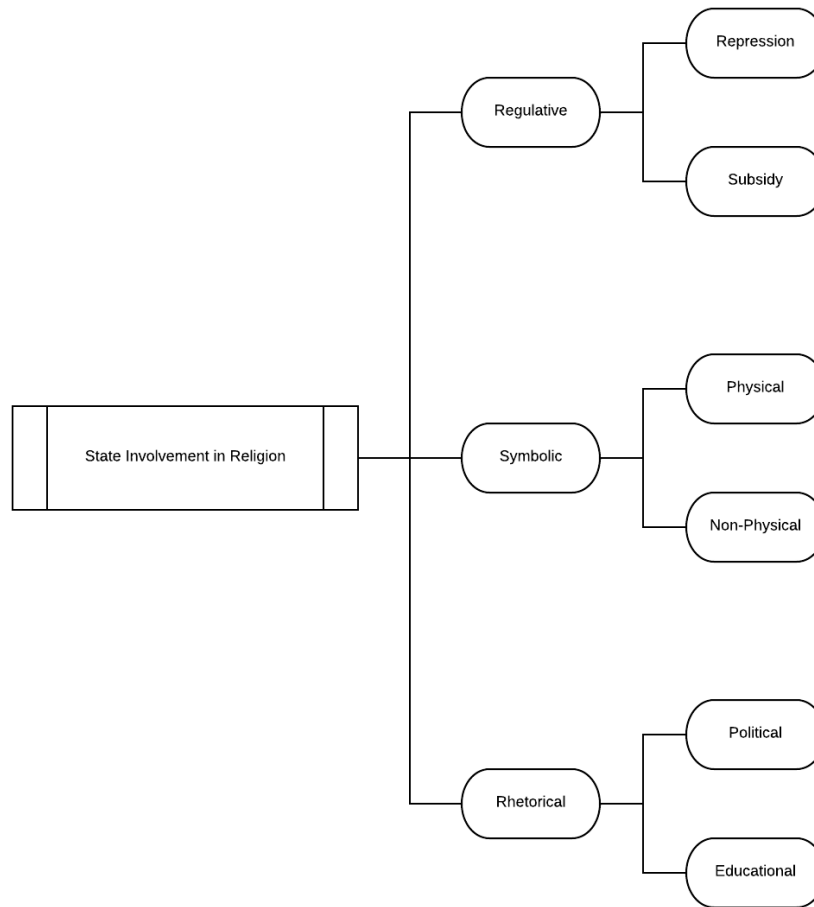 State Involvement in Religion
Regulative
Repression
Subsidy
Symbolic
Physical
Non-Physical
Rhetorical
Political
Educational